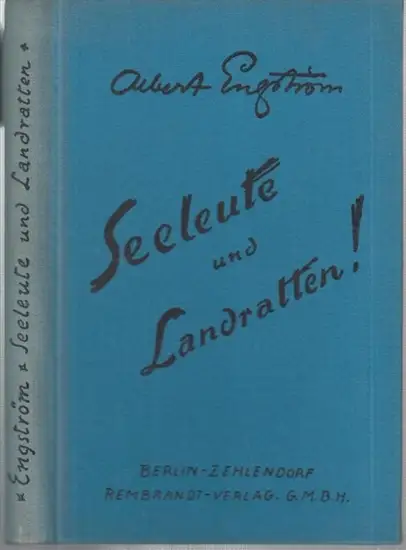 Albert Engström
Seeleute
und
Landratten!
BERLIN-ZEHLENDORF
REMBRANDT-VERLAG. G.M.B.H.
* Engström * Seeleute und Landratten *